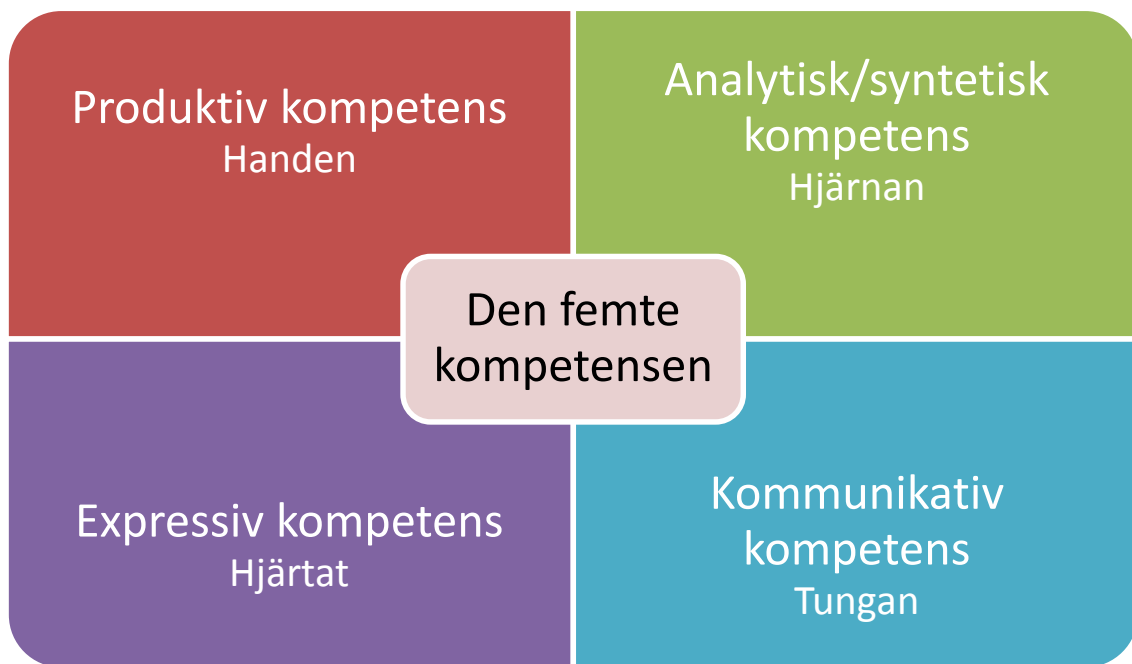 Produktiv kompetens
Handen
Analytisk/syntetisk
kompetens
Hjärnan
Den femte
kompetensen
Expressiv kompetens
Hjärtat
Kommunikativ
kompetens
Tungan